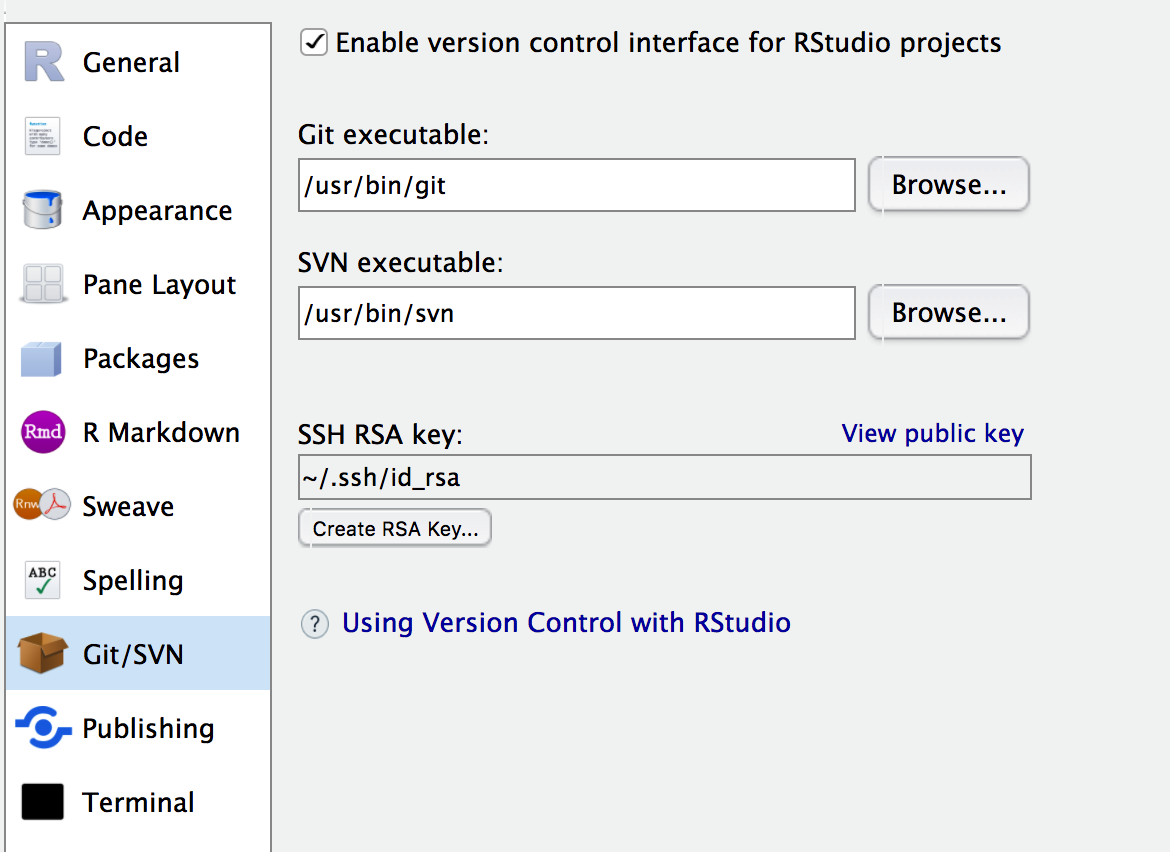 General
Code
Appearance
Pane Layout
Packages
Rmd
R Markdown
Rnw
Sweave
ABC
Spelling
Git/SVN
Publishing
Terminal
Enable version control interface for RStudio projects
Git executable:
/usr/bin/git
Browse...
SVN executable:
/usr/bin/svn
Browse...
SSH RSA key:
View public key
~/.ssh/id_rsa
Create RSA Key...
? Using Version Control with RStudio